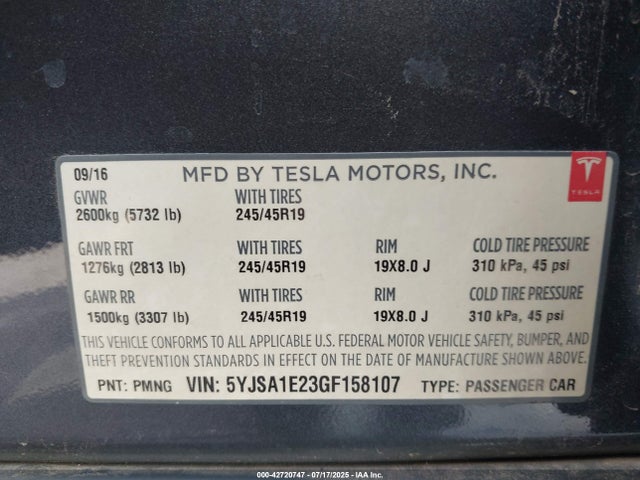 09/16 MFD BY TESLA MOTORS, INC.
TESLA
GVWR WITH TIRES
2600kg (5732 lb) 245/45R19
GAWR FRT WITH TIRES RIM COLD TIRE PRESSURE
1276kg (2813 lb) 245/45R19 19X8.0 J 310 kPa, 45 psi
GAWR RR WITH TIRES RIM COLD TIRE PRESSURE
1500kg (3307 lb) 245/45R19 19X8.0 J 310 kPa, 45 psi
THIS VEHICLE CONFORMS TO ALL APPLICABLE U.S. FEDERAL MOTOR VEHICLE SAFETY, BUMPER, AND
THEFT PREVENTION STANDARDS IN EFFECT ON THE DATE OF MANUFACTURE SHOWN ABOVE.
PNT: PMNG VIN: 5YJSA1E23GF158107 TYPE: PASSENGER CAR
000-42720747 - 07/17/2025 - IAA Inc.